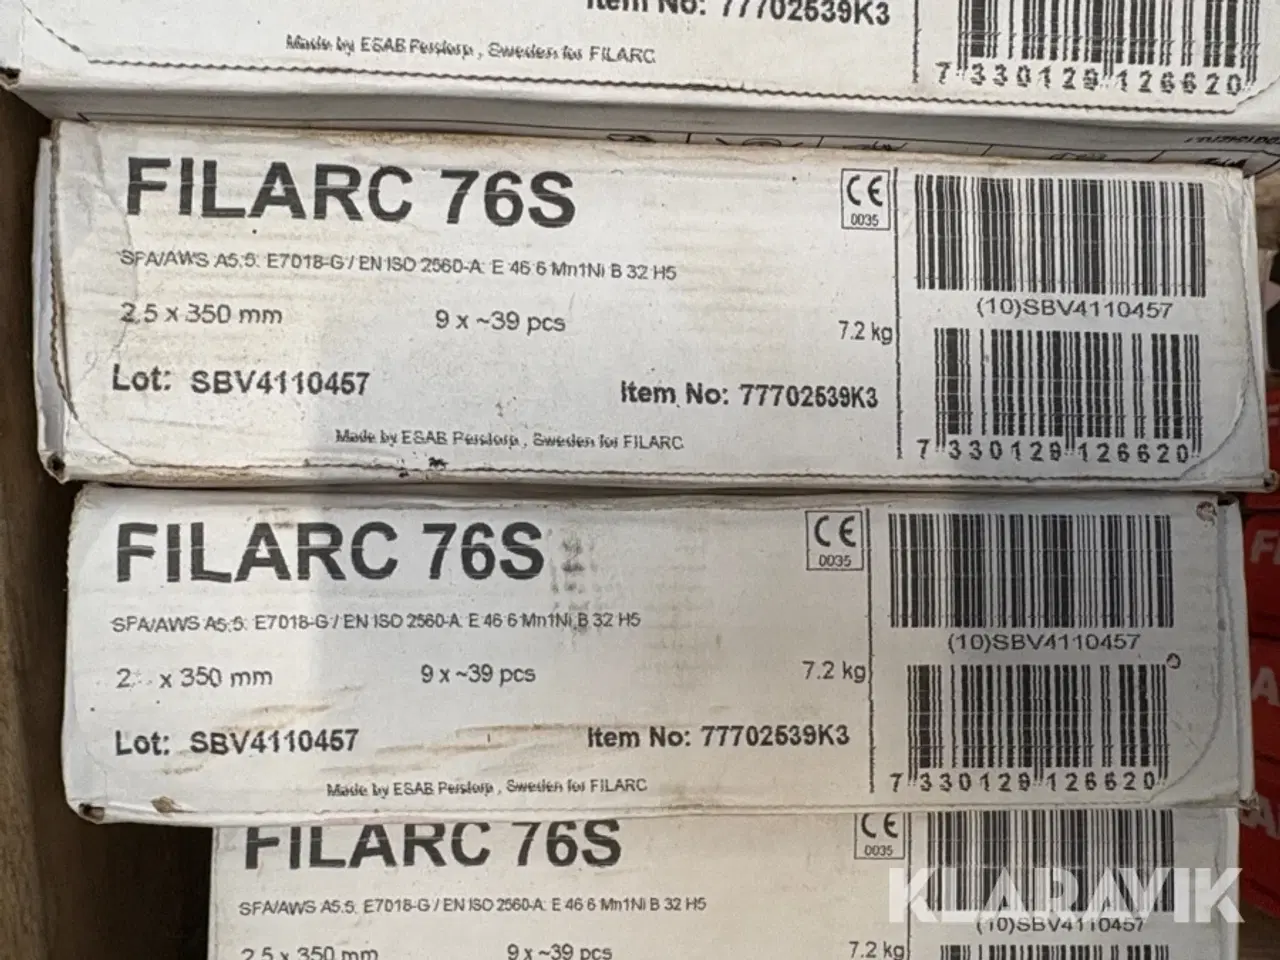 Item No: 77702539K3
Made by ESAB Perstorp , Sweden for FILARC
7 330129 126620
FILARC 76S
CE
0035
SFA/AWS A5.5: E7018-G / EN ISO 2560-A: E 46 6 Mn1Ni B 32 H5
(10)SBV4110457
2.5 x 350 mm
9 x ~39 pcs
7.2 kg
Lot: SBV4110457
Item No: 77702539K3
7 330129 126620
Made by ESAB Perstorp , Sweden for FILARC
FILARC 76S
CE
0035
SFA/AWS A5.5: E7018-G / EN ISO 2560-A: E 46 6 Mn1Ni B 32 H5
(10)SBV4110457
2. x 350 mm
9 x ~39 pcs
7.2 kg
Lot: SBV4110457
Item No: 77702539K3
7 330129 126620
Made by ESAB Perstorp , Sweden for FILARC
FILARC 76S
CE
0035
SFA/AWS A5.5: E7018-G / EN ISO 2560-A: E 46 6 Mn1Ni B 32 H5
KLARAVIK
(10)SBV4110457
2.5 x 350 mm
9 x ~39 pcs
7.2 kg